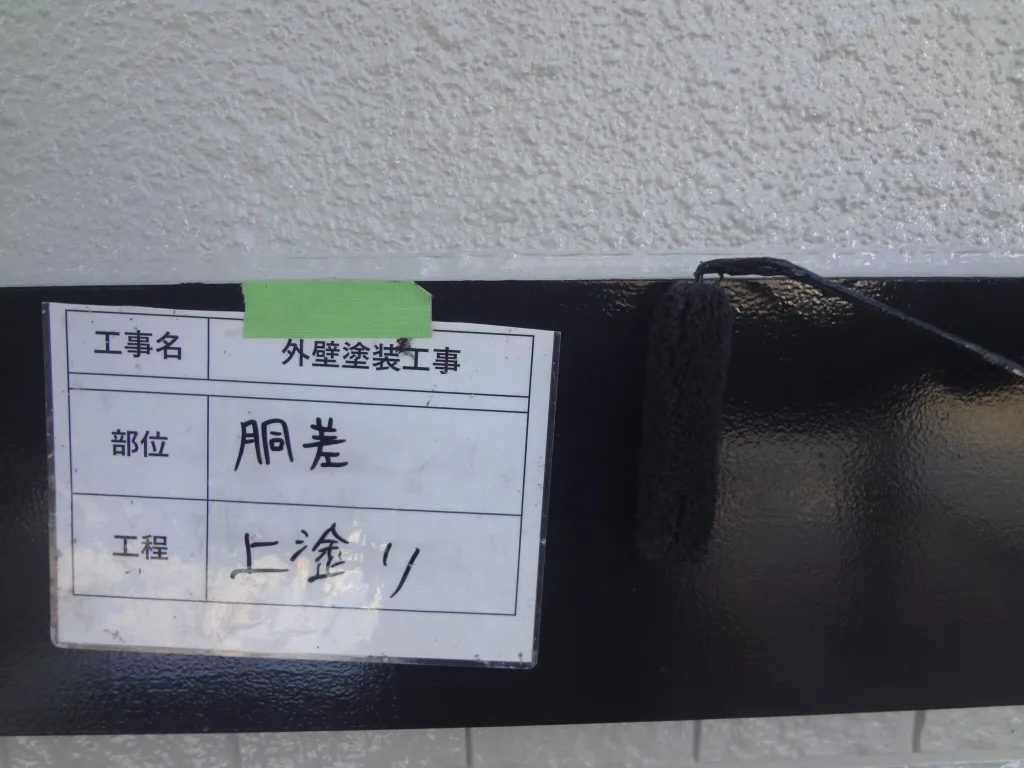 工事名 外壁塗装工事
部位 胴差
工程 上塗り